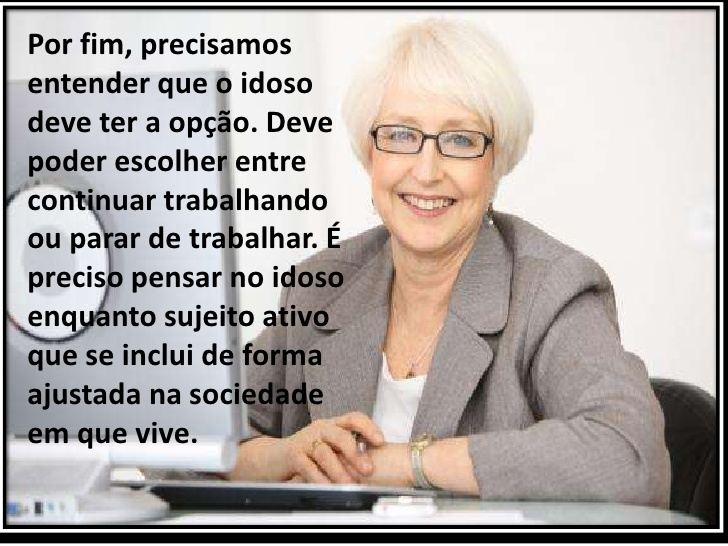 Por fim, precisamos
entender que o idoso
deve ter a opção. Deve
poder escolher entre
continuar trabalhando
ou parar de trabalhar. É
preciso pensar no idoso
enquanto sujeito ativo
que se inclui de forma
ajustada na sociedade
em que vive.